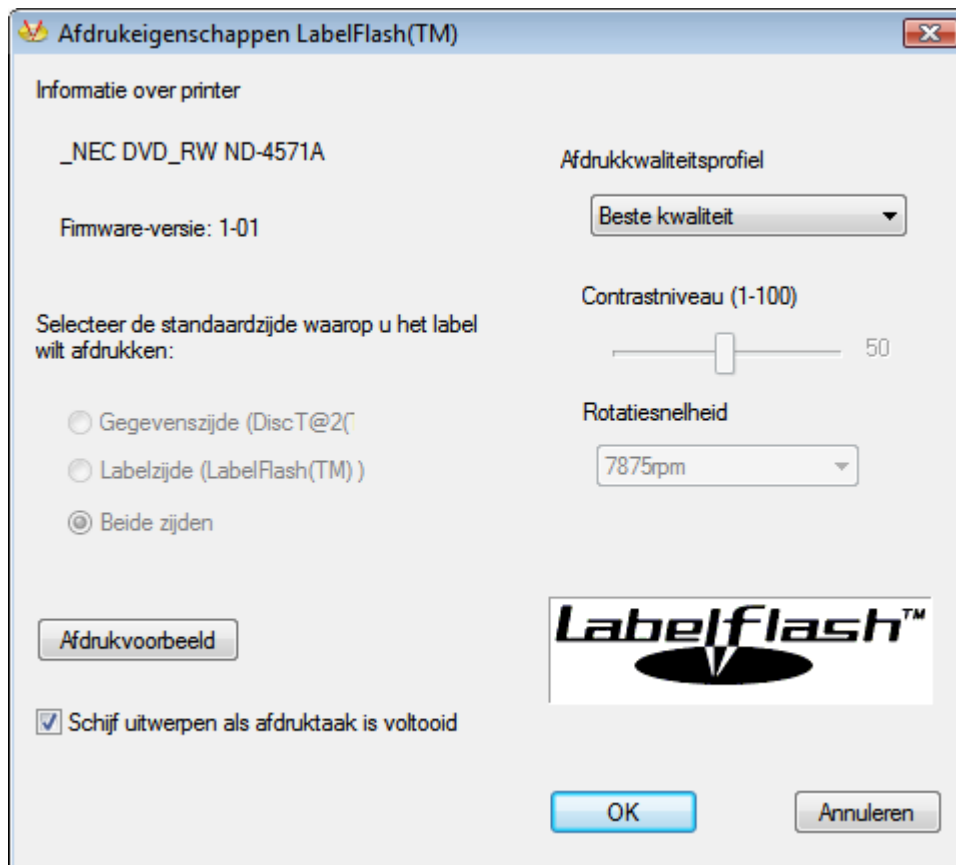 Afdrukeigenschappen LabelFlash(TM)
Informatie over printer
_NEC DVD_RW ND-4571A
Firmware-versie: 1-01
Selecteer de standaardzijde waarop u het label
wilt afdrukken:
Gegevenszijde (DiscT@2(
Labelzijde (LabelFlash(TM) )
Beide zijden
Afdrukvoorbeeld
Schijf uitwerpen als afdruktaak is voltooid
Afdrukkwaliteitsprofiel
Beste kwaliteit
Contrastniveau (1-100)
50
Rotatiesnelheid
7875rpm
Labelflash™
OK
Annuleren